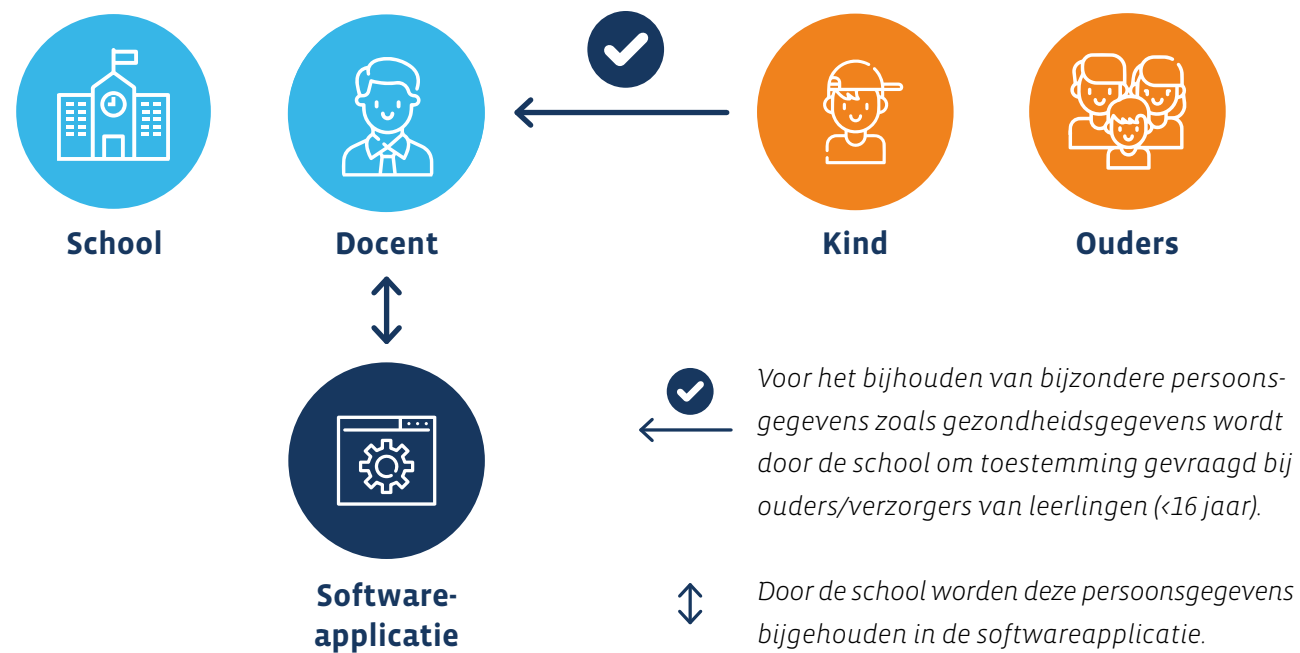 School
Docent
Kind
Ouders
Voor het bijhouden van bijzondere persoons-
gegevens zoals gezondheidsgegevens wordt
door de school om toestemming gevraagd bij
ouders/verzorgers van leerlingen (<16 jaar).
Software-
applicatie
Door de school worden deze persoonsgegevens
bijgehouden in de softwareapplicatie.